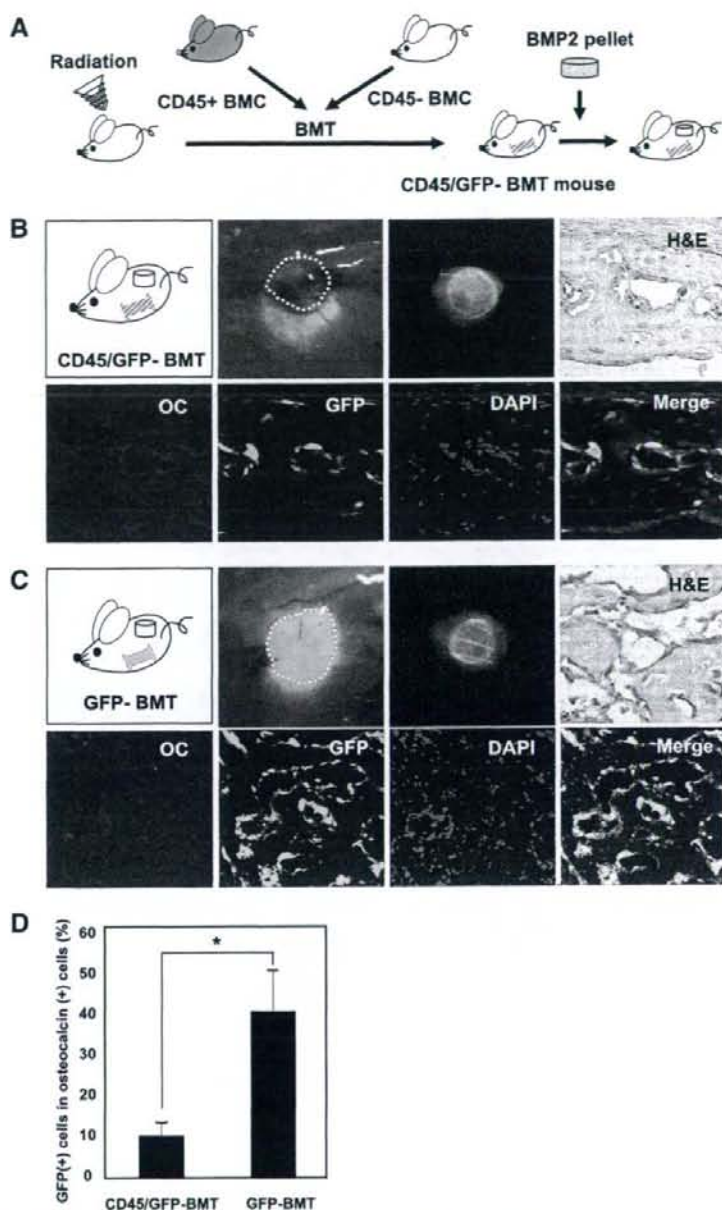 A
Radiation
CD45+ BMC
CD45- BMC
BMT
BMP2 pellet
CD45/GFP- BMT mouse
B
CD45/GFP- BMT
H&E
OC
GFP
DAPI
Merge
C
GFP- BMT
H&E
OC
GFP
DAPI
Merge
D
GFP(+) cells in osteocalcin (+) cells (%)
60
50
40
30
20
10
0
*
CD45/GFP-BMT
GFP-BMT